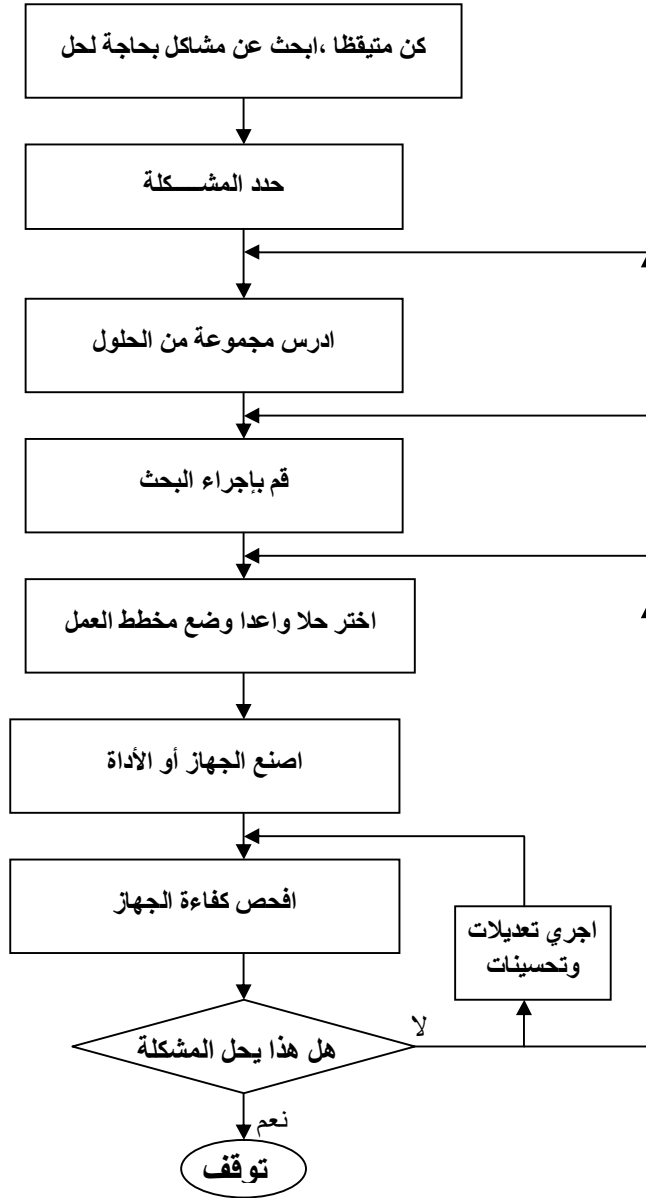 كن متيقظا ،ابحث عن مشاكل بحاجة لحل
حدد المشـــــكلة
ادرس مجموعة من الحلول
قم بإجراء البحث
اختر حلا واعدا وضع مخطط العمل
اصنع الجهاز أو الأداة
افحص كفاءة الجهاز
اجري تعديلات
وتحسينات
لا
هل هذا يحل المشكلة
نعم
توقف